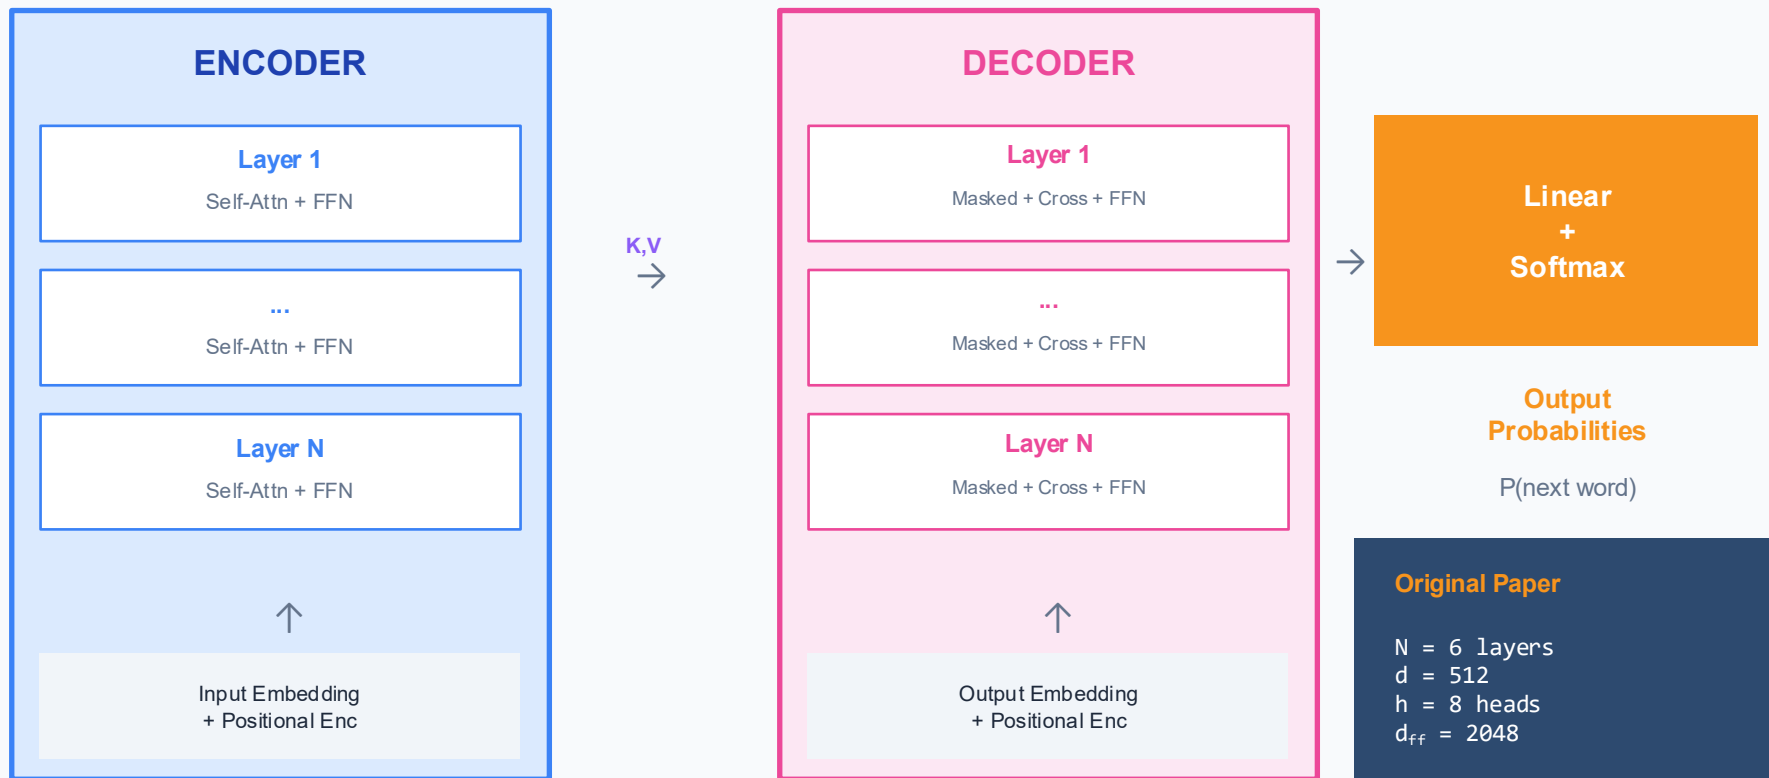 ENCODER
Layer 1
Self-Attn + FFN
...
Self-Attn + FFN
Layer N
Self-Attn + FFN
Input Embedding
+ Positional Enc
K,V
DECODER
Layer 1
Masked + Cross + FFN
...
Masked + Cross + FFN
Layer N
Masked + Cross + FFN
Output Embedding
+ Positional Enc
Linear
+
Softmax
Output
Probabilities
P(next word)
Original Paper
N = 6 layers
d = 512
h = 8 heads
dff = 2048